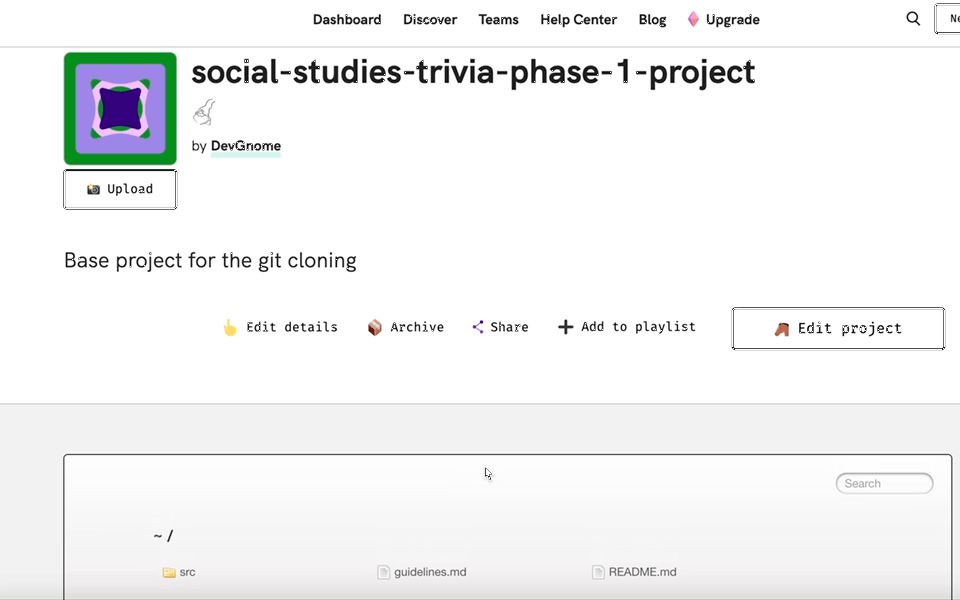 Dashboard Discover Teams Help Center Blog Upgrade
social-studies-trivia-phase-1-project
by DevGnome
Upload
Base project for the git cloning
Edit details Archive Share Add to playlist Edit project
Search
~ /
src guidelines.md README.md